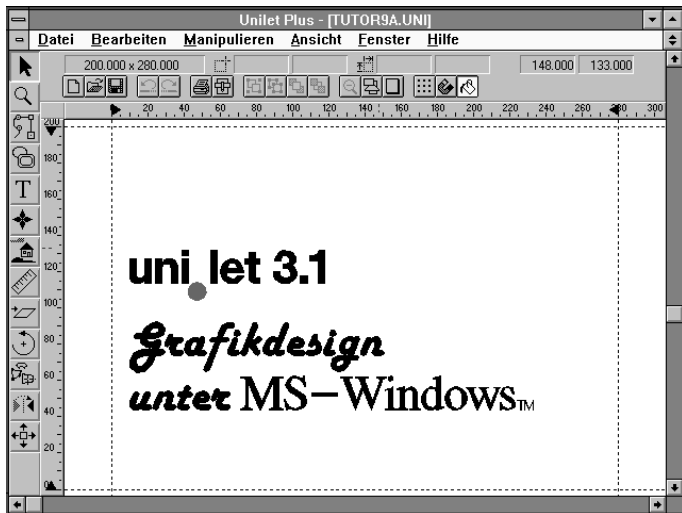 Unilet Plus - [TUTOR9A.UNI]
Datei Bearbeiten Manipulieren Ansicht Fenster Hilfe
200.000 x 280.000 148.000 133.000
20 40 60 80 100 120 140 160 180 200 220 240 260 280 300
200
180
160
T
140
120
uni let 3.1
100
80
Grafikdesign
60
unter MS-Windows™
40
20
0